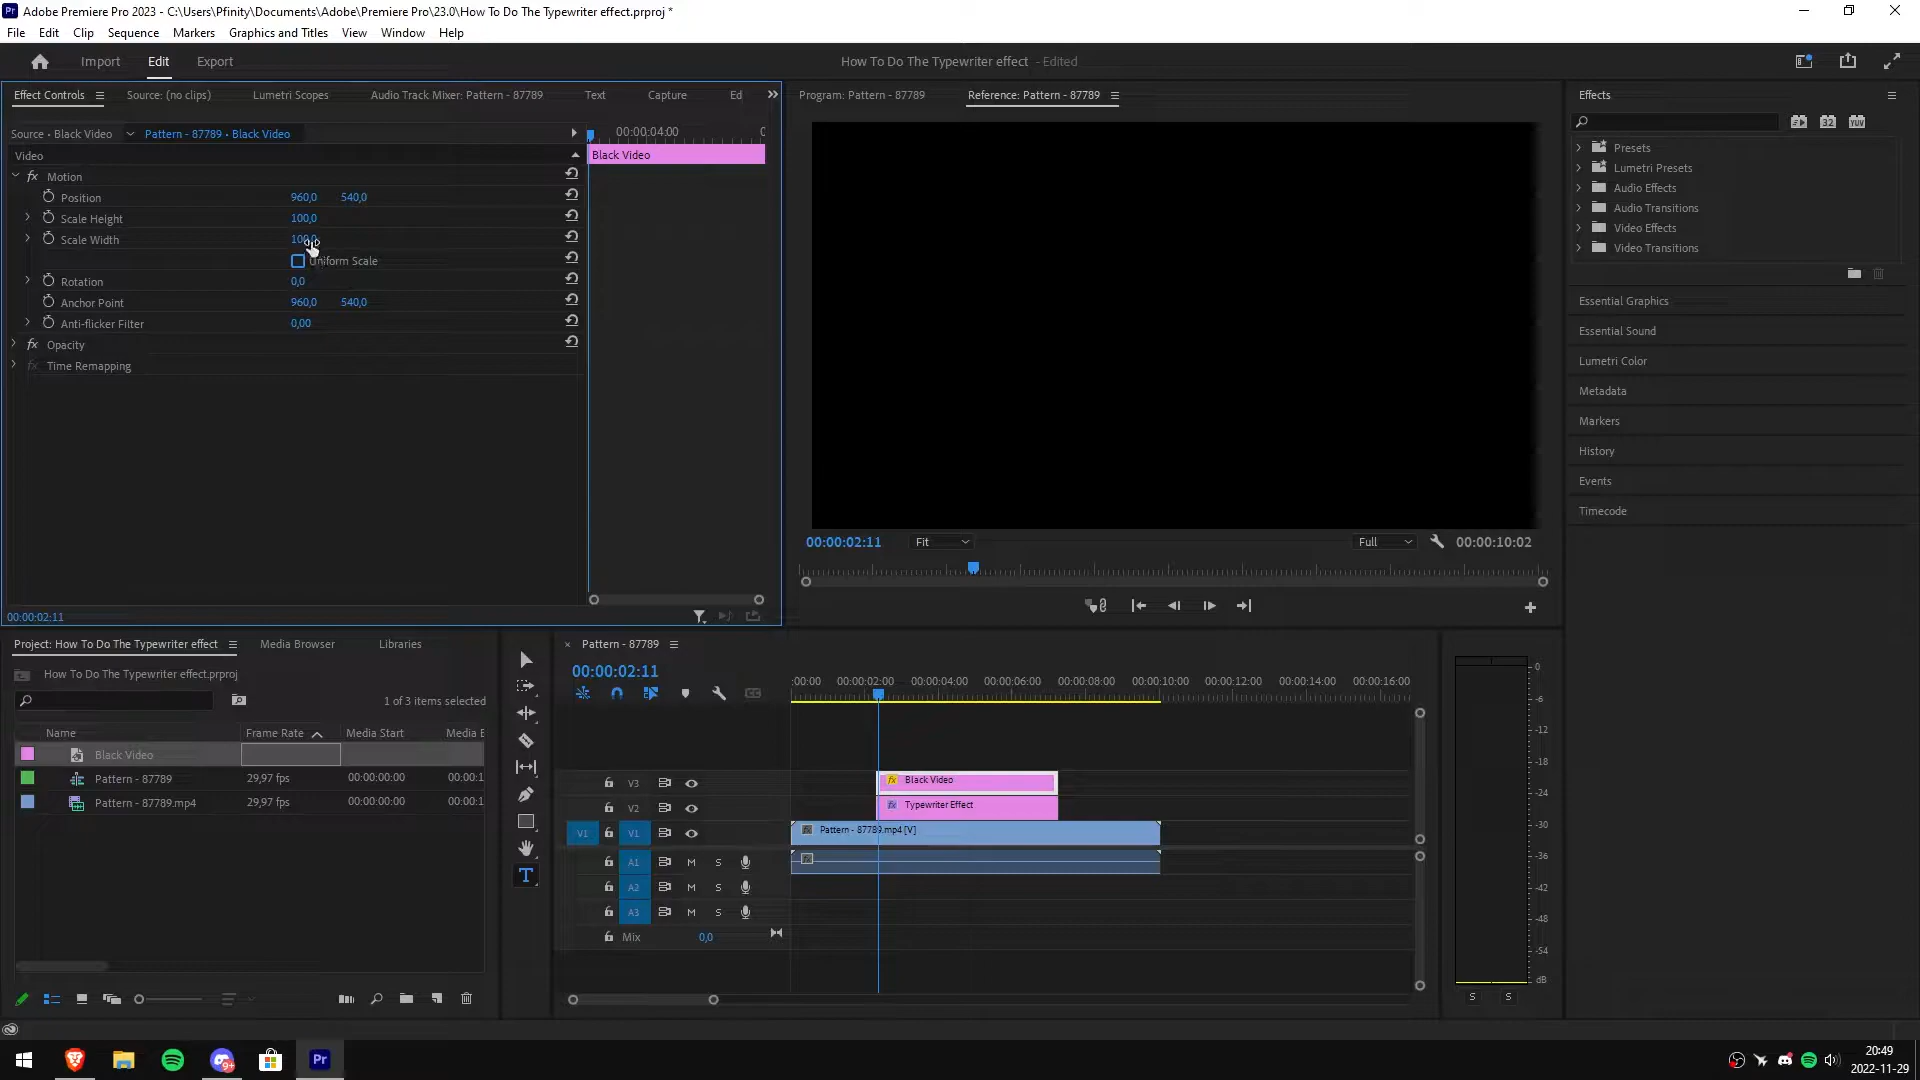 Adobe Premiere Pro 2023 - C:\Users\Pfinity\Documents\Adobe\Premiere Pro\23.0\How To Do The Typewriter effect.prproj *
File Edit Clip Sequence Markers Graphics and Titles View Window Help
Import Edit Export How To Do The Typewriter effect - Edited
Effect Controls Source: (no clips) Lumetri Scopes Audio Track Mixer: Pattern - 87789 Text Capture Ed
Program: Pattern - 87789 Reference: Pattern - 87789
Effects
Source • Black Video Pattern - 87789 • Black Video 00:00:04:00
Video Black Video
Motion
Position 960,0 540,0
Scale Height 100,0
Scale Width 100,0
Uniform Scale
Rotation 0,0
Anchor Point 960,0 540,0
Anti-flicker Filter 0,00
Opacity
Time Remapping
00:00:02:11
32 YUV
Presets
Lumetri Presets
Audio Effects
Audio Transitions
Video Effects
Video Transitions
Essential Graphics
Essential Sound
Lumetri Color
Metadata
Markers
History
Events
Timecode
00:00:02:11 Fit Full 00:00:10:02
Project: How To Do The Typewriter effect Media Browser Libraries
How To Do The Typewriter effect.prproj
1 of 3 items selected
Name Frame Rate Media Start Media E
Black Video
Pattern - 87789 29,97 fps 00:00:00:00 00:00:1
Pattern - 87789.mp4 29,97 fps 00:00:00:00 00:00:1
Pattern - 87789
00:00:02:11
:00:00 00:00:02:00 00:00:04:00 00:00:06:00 00:00:08:00 00:00:10:00 00:00:12:00 00:00:14:00 00:00:16:00
V3 Black Video
V2 Typewriter Effect
V1 V1 Pattern - 87789.mp4 [V]
A1 M S
A2 M S
A3 M S
Mix 0,0
0
-6
-12
-18
-24
-30
-36
-42
-48
-54
dB
S S
20:49
2022-11-29